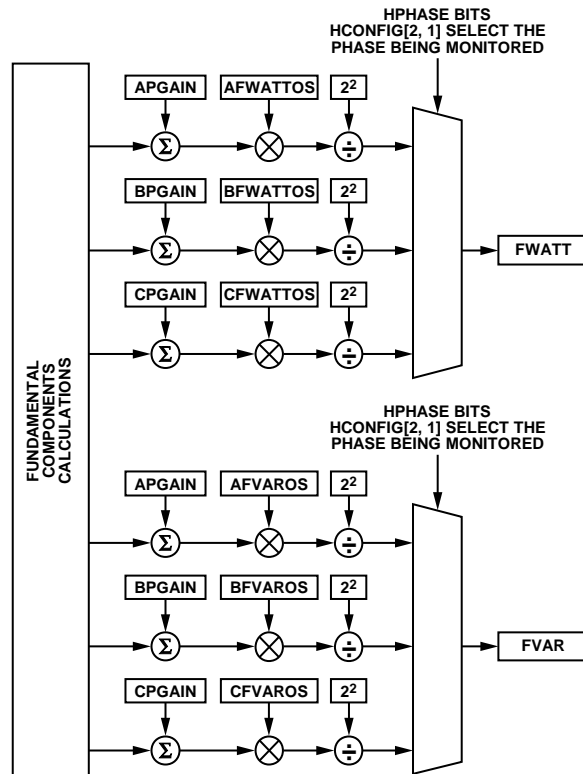 HPHASE BITS
HCONFIG[2, 1] SELECT THE
PHASE BEING MONITORED
APGAIN
AFWATTOS
2²
Σ
×
÷
BPGAIN
BFWATTOS
2²
Σ
×
÷
FWATT
CPGAIN
CFWATTOS
2²
Σ
×
÷
FUNDAMENTAL
COMPONENTS
CALCULATIONS
HPHASE BITS
HCONFIG[2, 1] SELECT THE
PHASE BEING MONITORED
APGAIN
AFVAROS
2²
Σ
×
÷
BPGAIN
BFVAROS
2²
Σ
×
÷
FVAR
CPGAIN
CFVAROS
2²
Σ
×
÷